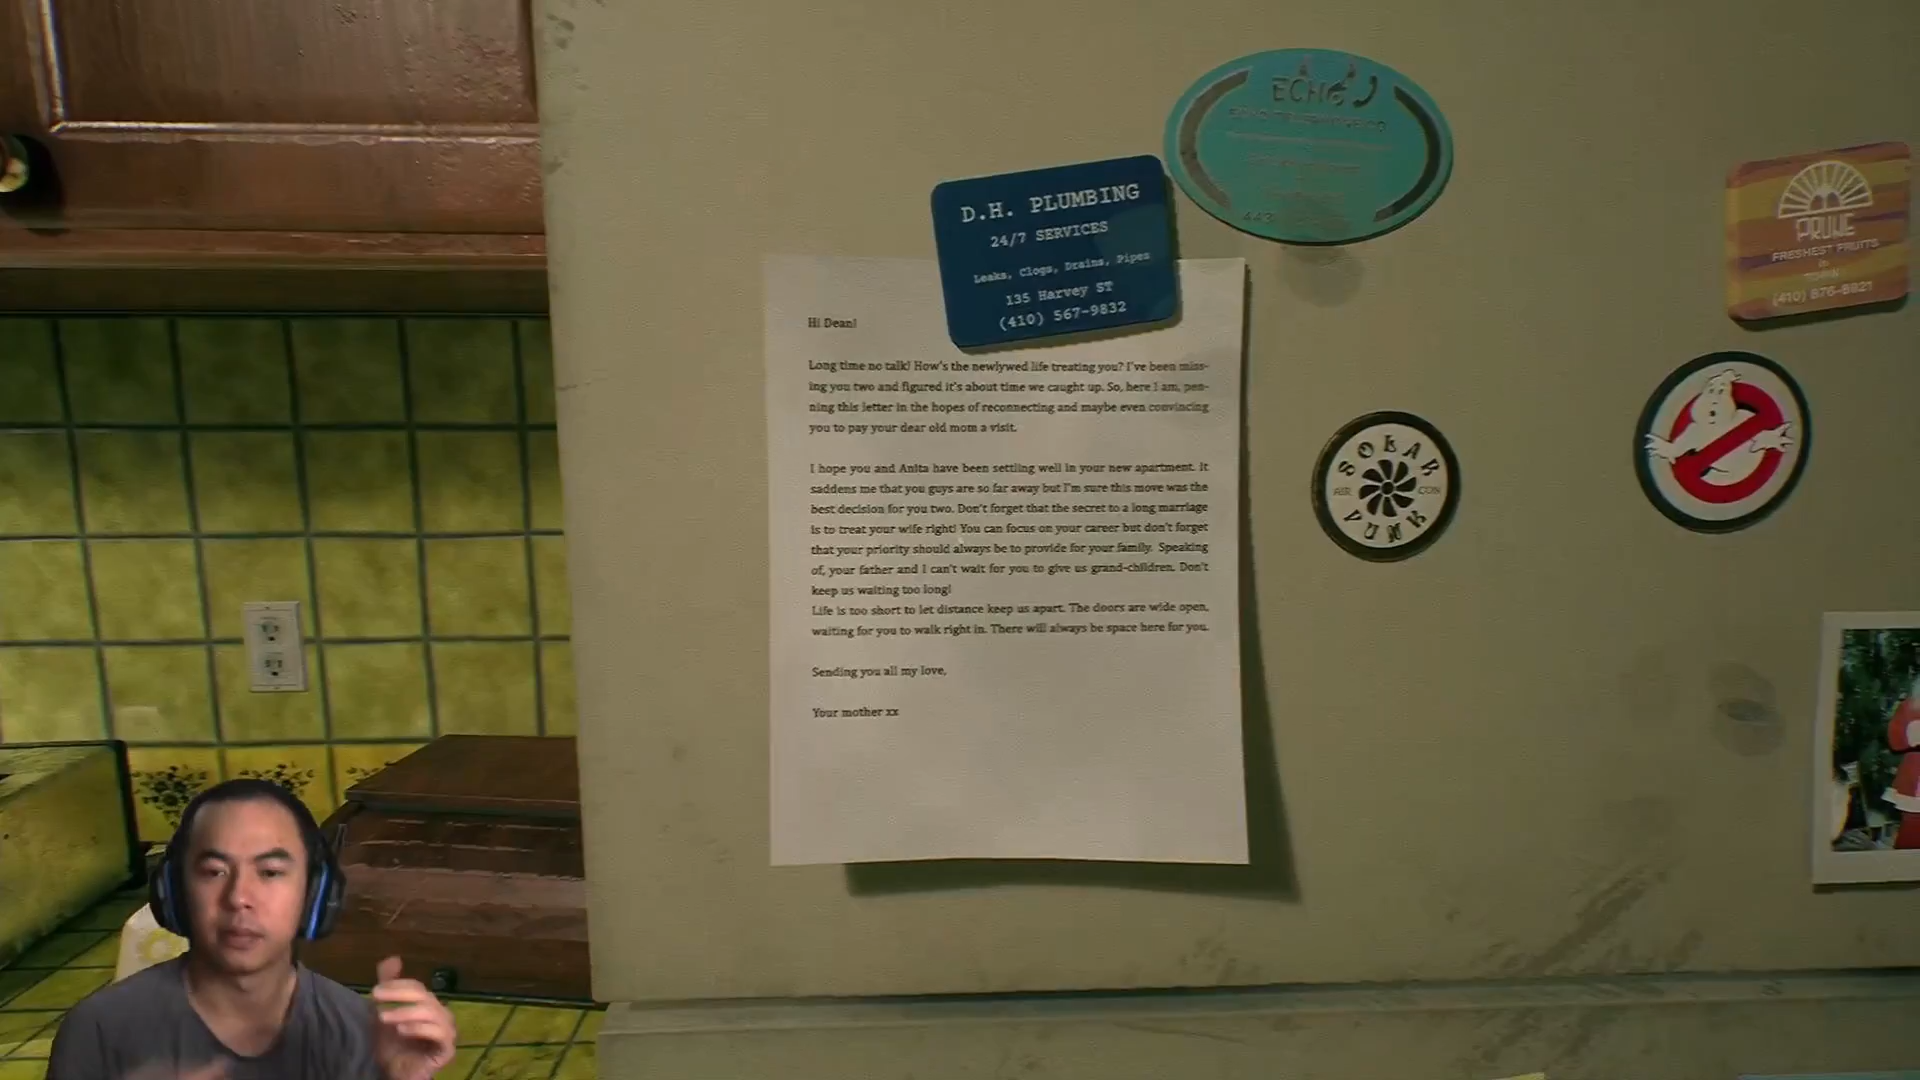 ECHO
D.H. PLUMBING
24/7 SERVICES
Leaks, Clogs, Drains, Pipes
135 Harvey ST
(410) 567-9832
PRUNE
FRESHEST FRUITS
(410) 876-8821
SOLAR
AIR CON
PUNK
Hi Dean!
Long time no talk! How's the newlywed life treating you? I've been miss-
ing you two and figured it's about time we caught up. So, here I am, pen-
ning this letter in the hopes of reconnecting and maybe even convincing
you to pay your dear old mom a visit.
I hope you and Anita have been settling well in your new apartment. It
saddens me that you guys are so far away but I'm sure this move was the
best decision for you two. Don't forget that the secret to a long marriage
is to treat your wife right! You can focus on your career but don't forget
that your priority should always be to provide for your family. Speaking
of, your father and I can't wait for you to give us grand-children. Don't
keep us waiting too long!
Life is too short to let distance keep us apart. The doors are wide open,
waiting for you to walk right in. There will always be space here for you.
Sending you all my love,
Your mother xx